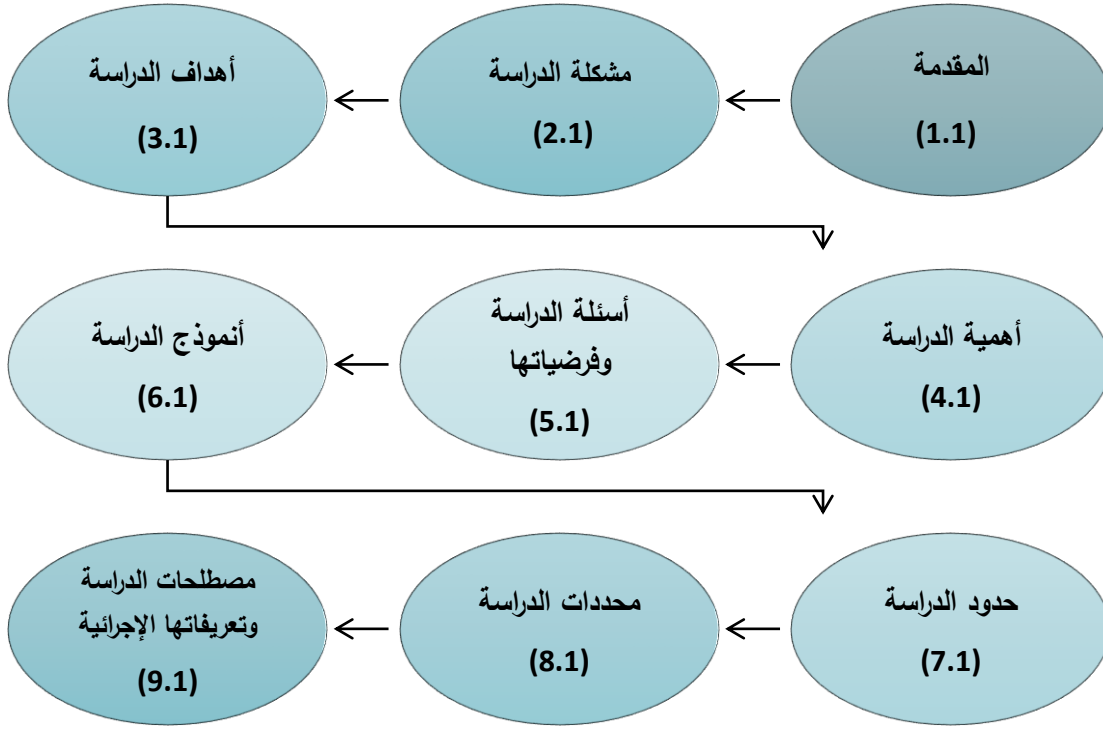 المقدمة
(1.1)
مشكلة الدراسة
(2.1)
أهداف الدراسة
(3.1)
أهمية الدراسة
(4.1)
أسئلة الدراسة
وفرضياتها
(5.1)
أنموذج الدراسة
(6.1)
حدود الدراسة
(7.1)
محددات الدراسة
(8.1)
مصطلحات الدراسة
وتعريفاتها الإجرائية
(9.1)